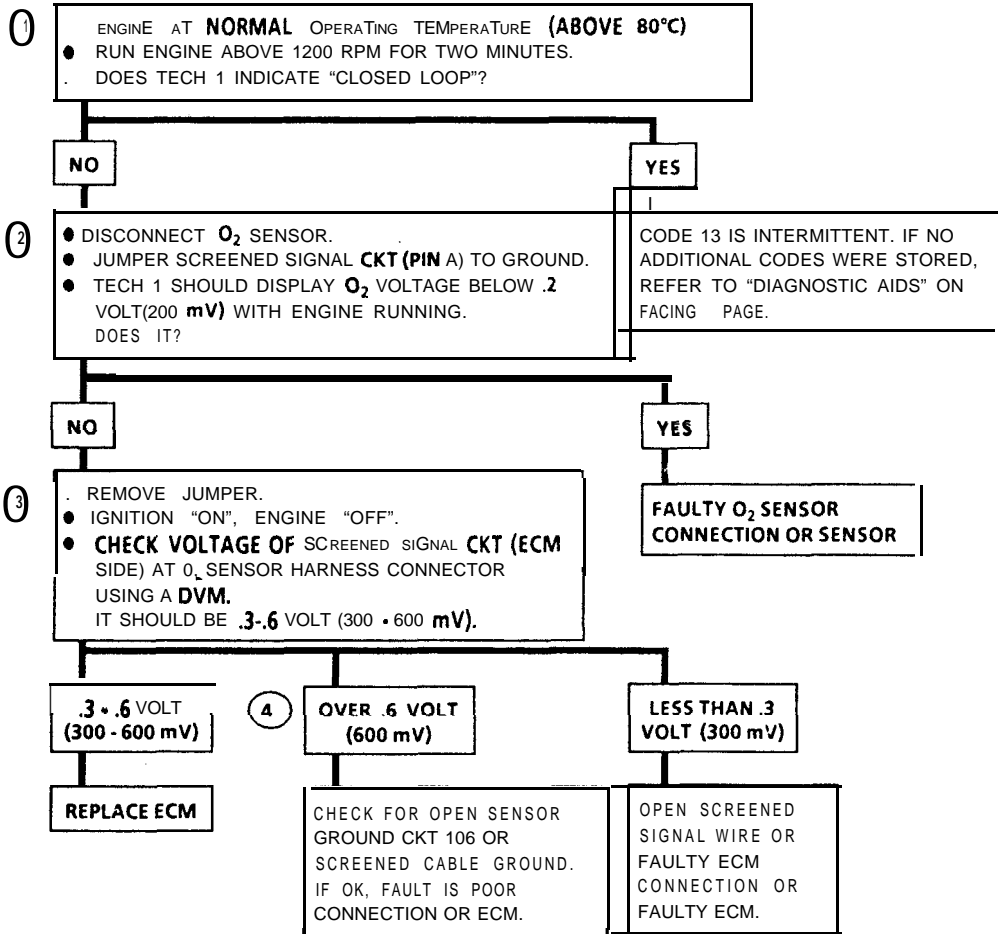 1
ENGINE AT NORMAL OPERATING TEMPERATURE (ABOVE 80°C)
● RUN ENGINE ABOVE 1200 RPM FOR TWO MINUTES.
. DOES TECH 1 INDICATE “CLOSED LOOP”?
NO
YES
2
● DISCONNECT O₂ SENSOR.
● JUMPER SCREENED SIGNAL CKT (PIN A) TO GROUND.
● TECH 1 SHOULD DISPLAY O₂ VOLTAGE BELOW .2
VOLT(200 mV) WITH ENGINE RUNNING.
DOES IT?
CODE 13 IS INTERMITTENT. IF NO
ADDITIONAL CODES WERE STORED,
REFER TO “DIAGNOSTIC AIDS” ON
FACING PAGE.
NO
YES
3
. REMOVE JUMPER.
● IGNITION “ON”, ENGINE “OFF”.
● CHECK VOLTAGE OF SCREENED SIGNAL CKT (ECM
SIDE) AT 0, SENSOR HARNESS CONNECTOR
USING A DVM.
IT SHOULD BE .3-.6 VOLT (300 • 600 mV).
FAULTY O₂ SENSOR
CONNECTION OR SENSOR
.3 • .6 VOLT
(300 - 600 mV)
4
OVER .6 VOLT
(600 mV)
LESS THAN .3
VOLT (300 mV)
REPLACE ECM
CHECK FOR OPEN SENSOR
GROUND CKT 106 OR
SCREENED CABLE GROUND.
IF OK, FAULT IS POOR
CONNECTION OR ECM.
OPEN SCREENED
SIGNAL WIRE OR
FAULTY ECM
CONNECTION OR
FAULTY ECM.